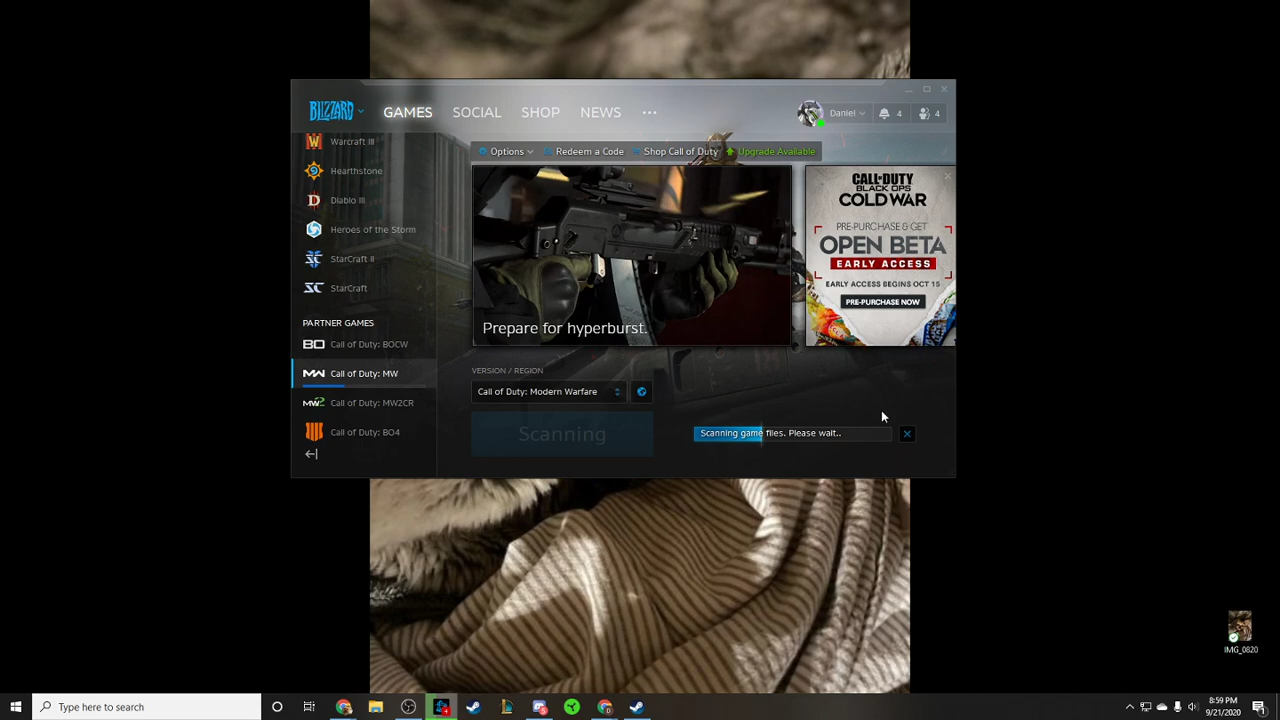 BLIZZARD
GAMES SOCIAL SHOP NEWS ...
Daniel 4 4
Warcraft III
Hearthstone
Diablo III
Heroes of the Storm
StarCraft II
StarCraft
PARTNER GAMES
BO Call of Duty: BOCW
MW Call of Duty: MW
MW2 Call of Duty: MW2CR
Call of Duty: BO4
Options Redeem a Code Shop Call of Duty Upgrade Available
Prepare for hyperburst.
CALL OF DUTY
BLACK OPS
COLD WAR
PRE-PURCHASE & GET
OPEN BETA
EARLY ACCESS
EARLY ACCESS BEGINS OCT 15
PRE-PURCHASE NOW
VERSION / REGION
Call of Duty: Modern Warfare
Scanning
Scanning game files. Please wait..
IMG_0820
Type here to search
8:59 PM
9/21/2020